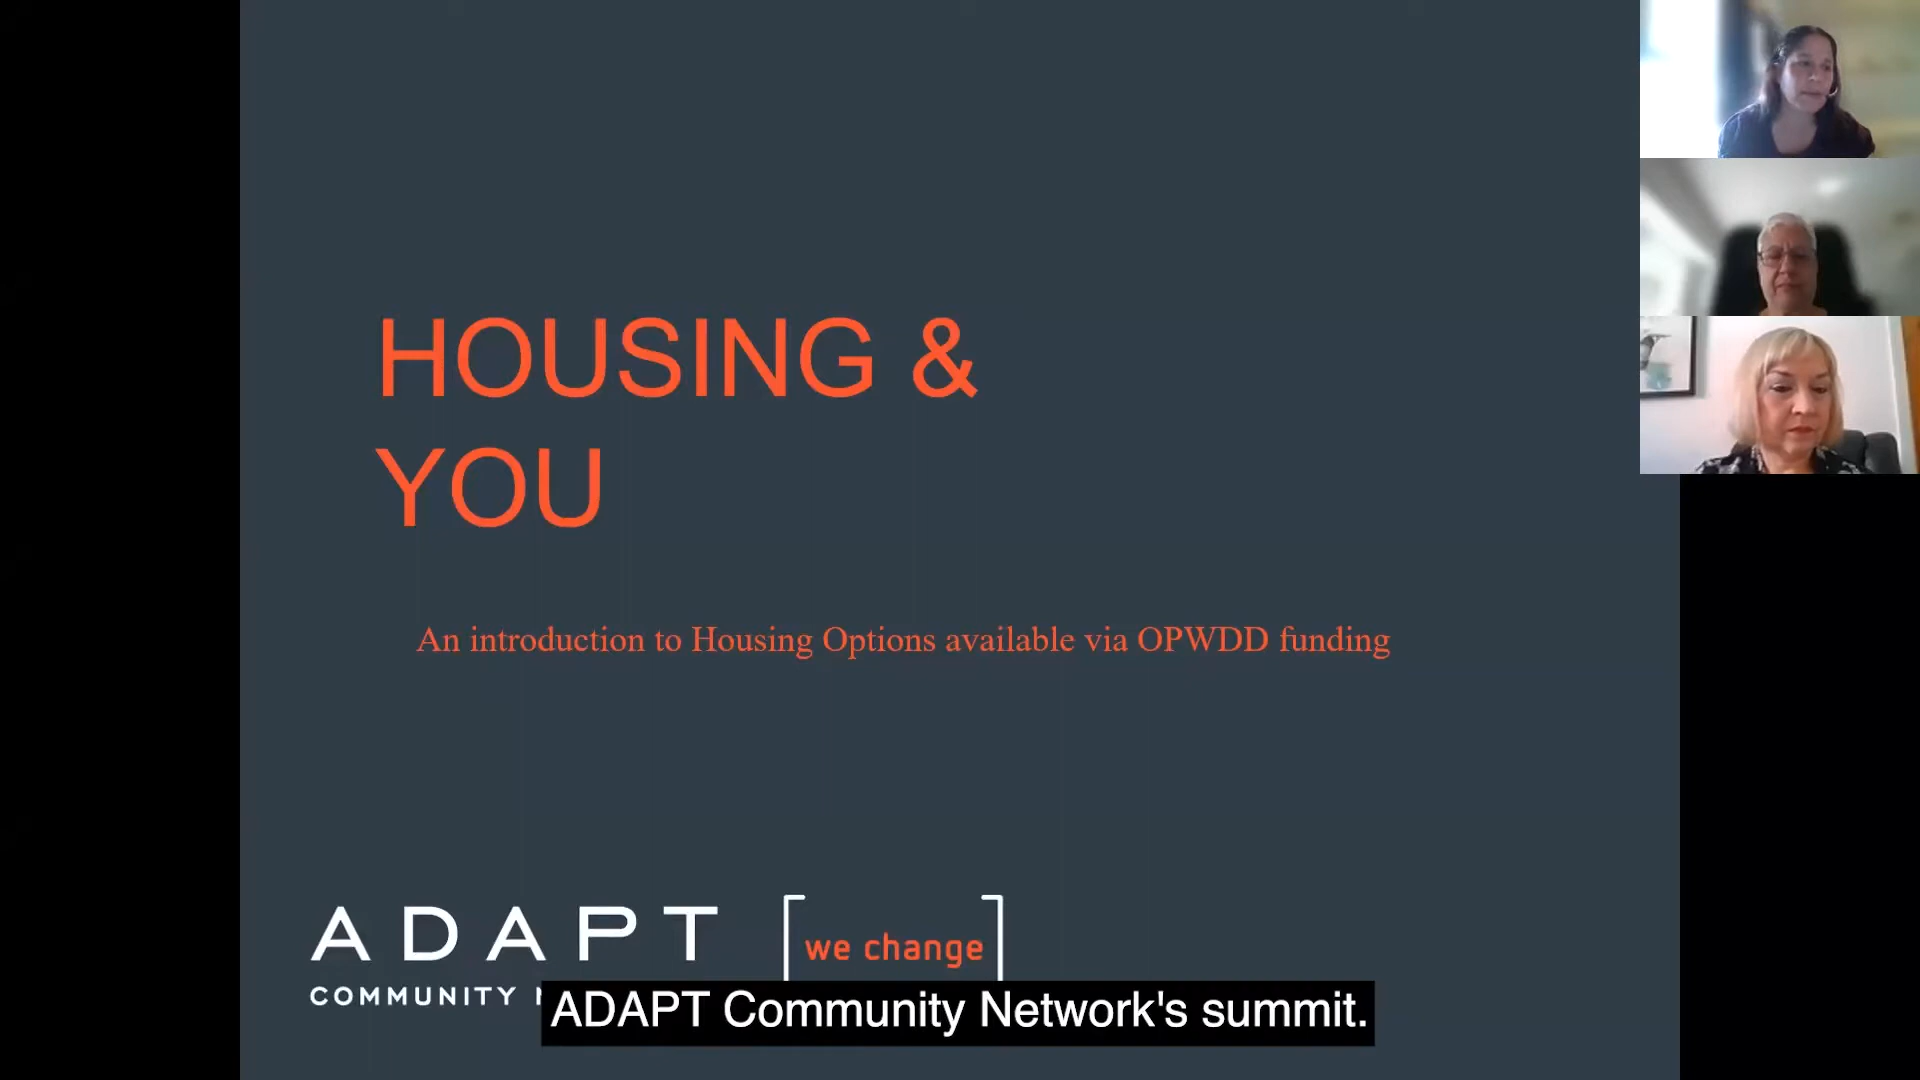 HOUSING &
YOU
An introduction to Housing Options available via OPWDD funding
ADAPT
we change
COMMUNITY
ADAPT Community Network's summit.